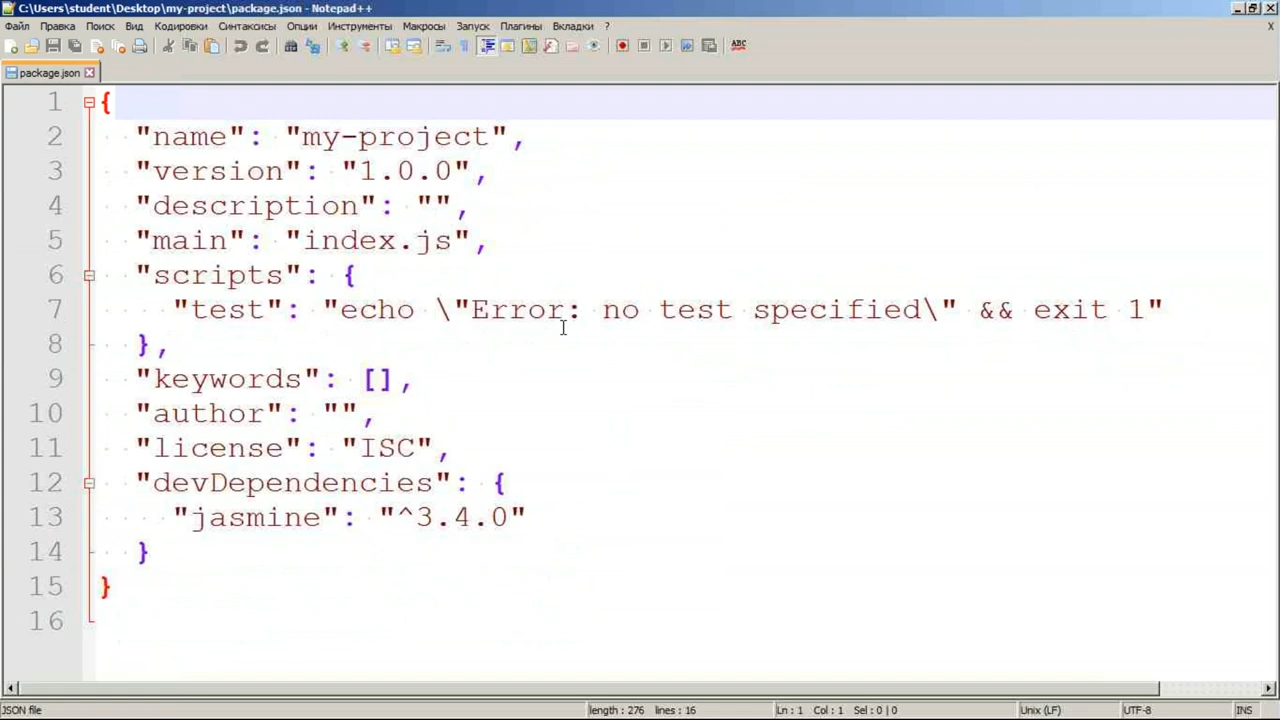 C:\Users\student\Desktop\my-project\package.json - Notepad++
Файл Правка Поиск Вид Кодировки Синтаксисы Опции Инструменты Макросы Запуск Плагины Вкладки ? X
ABC
package.json
1 {
2 "name": "my-project",
3 "version": "1.0.0",
4 "description": "",
5 "main": "index.js",
6 "scripts": {
7 "test": "echo \"Error: no test specified\" && exit 1"
8 },
9 "keywords": [],
10 "author": "",
11 "license": "ISC",
12 "devDependencies": {
13 "jasmine": "^3.4.0"
14 }
15 }
16
JSON file length : 276 lines : 16 Ln : 1 Col : 1 Sel : 0 | 0 Unix (LF) UTF-8 INS